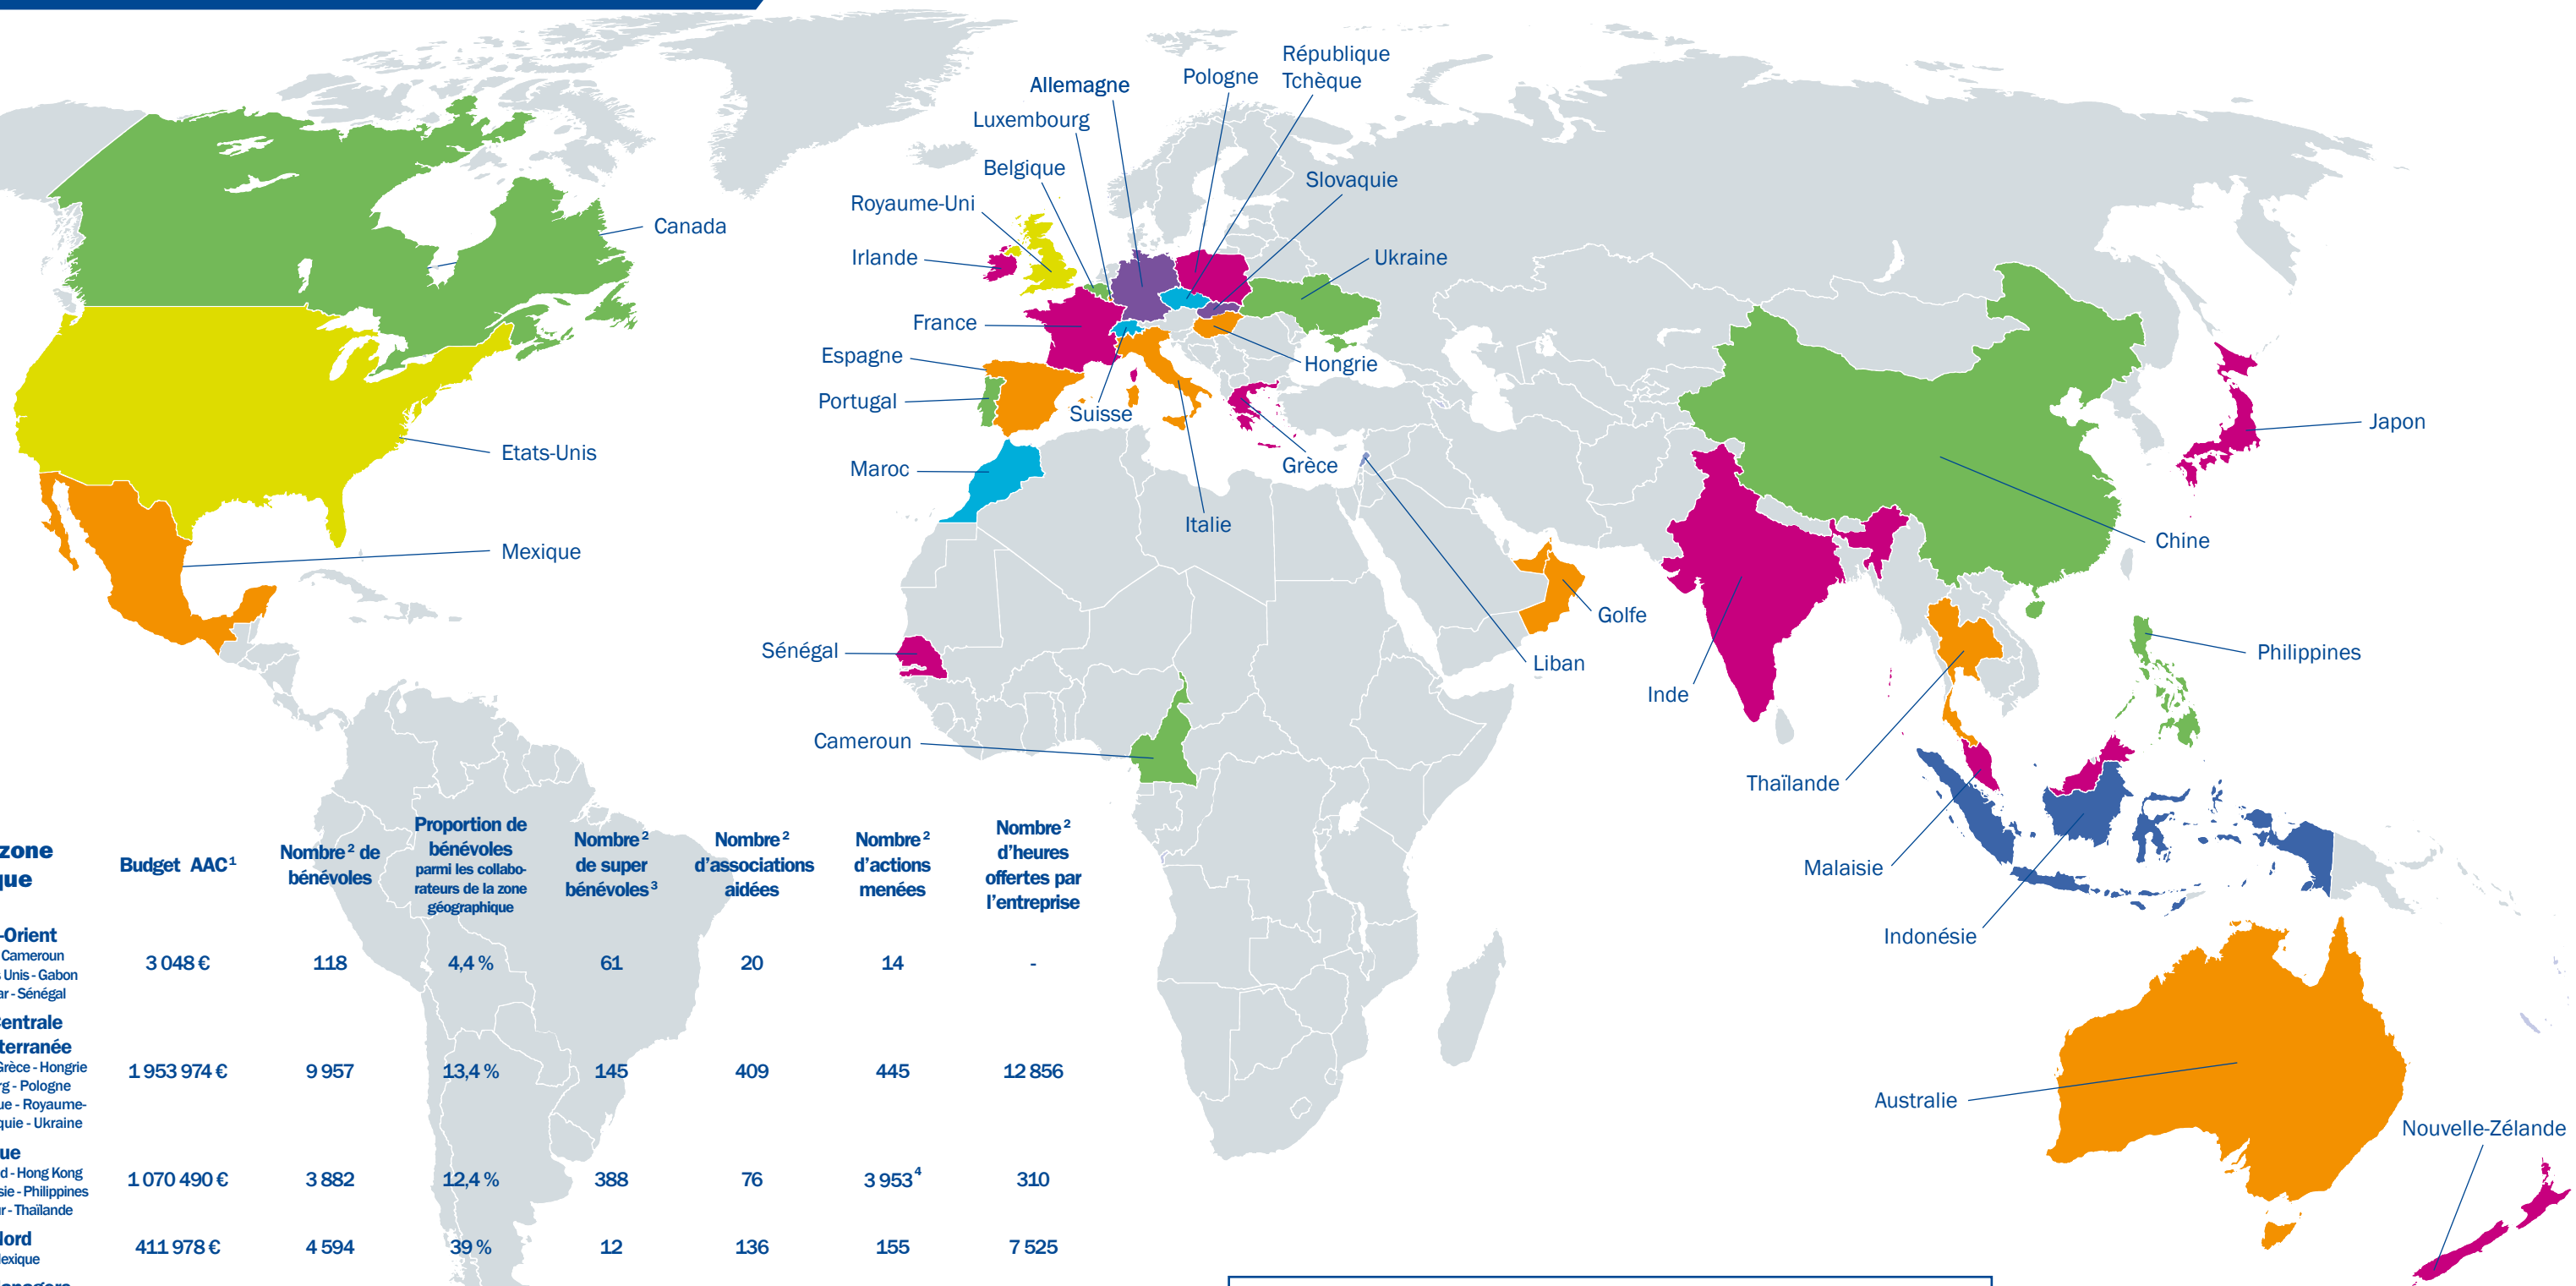 République
Tchèque
Pologne
Allemagne
Luxembourg
Belgique
Slovaquie
Royaume-Uni
Canada
Irlande
Ukraine
France
Espagne
Hongrie
Portugal
Suisse
Japon
Etats-Unis
Maroc
Grèce
Italie
Chine
Mexique
Golfe
Sénégal
Liban
Philippines
Inde
Cameroun
Thaïlande
Malaisie
Indonésie
Australie
Nouvelle-Zélande
zone
que
Budget AAC¹
Nombre² de
bénévoles
Proportion de
bénévoles
parmi les collabo-
rateurs de la zone
géographique
Nombre²
de super
bénévoles³
Nombre²
d'associations
aidées
Nombre²
d'actions
menées
Nombre²
d'heures
offertes par
l'entreprise
-Orient
Cameroun
Unis - Gabon
ar - Sénégal
3 048 € 118 4,4 % 61 20 14 -
entrale
terranée
Grèce - Hongrie
rg - Pologne
que - Royaume-
quie - Ukraine
1 953 974 € 9 957 13,4 % 145 409 445 12 856
ue
d - Hong Kong
sie - Philippines
r - Thaïlande
1 070 490 € 3 882 12,4 % 388 76 3 953⁴ 310
ord
exique
411 978 € 4 594 39 % 12 136 155 7 525